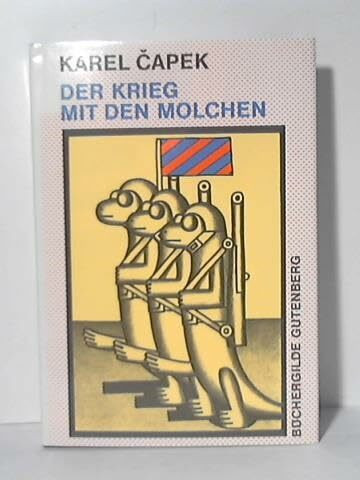 KAREL ČAPEK
DER KRIEG
MIT DEN MOLCHEN
BÜCHERGILDE GUTENBERG